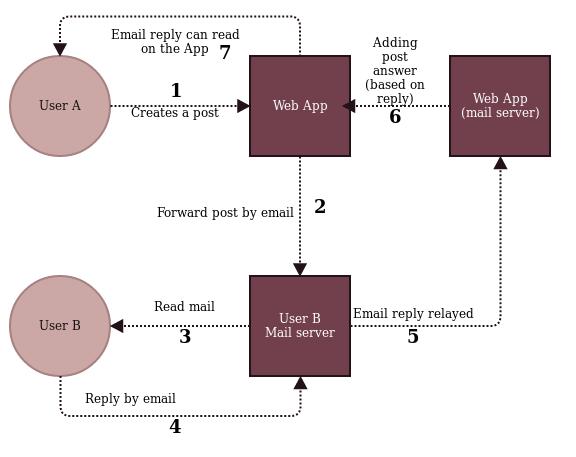 Email reply can read
on the App
7
User A
1
Creates a post
Web App
Adding
post
answer
(based on
reply)
6
Web App
(mail server)
Forward post by email
2
User B
Read mail
3
User B
Mail server
Email reply relayed
5
Reply by email
4